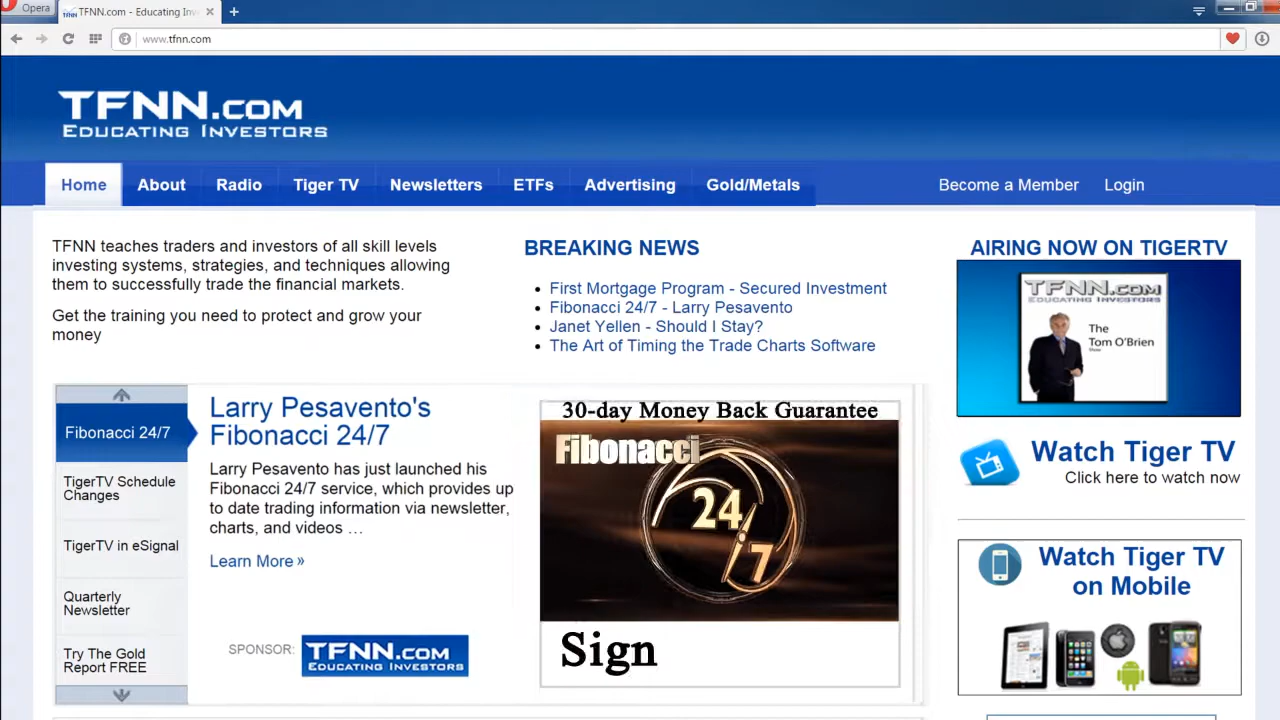 Opera
TFNN.com - Educating Inv
www.tfnn.com
TFNN.COM
EDUCATING INVESTORS
Home
About
Radio
Tiger TV
Newsletters
ETFs
Advertising
Gold/Metals
Become a Member
Login
TFNN teaches traders and investors of all skill levels
investing systems, strategies, and techniques allowing
them to successfully trade the financial markets.
Get the training you need to protect and grow your
money
BREAKING NEWS
First Mortgage Program - Secured Investment
Fibonacci 24/7 - Larry Pesavento
Janet Yellen - Should I Stay?
The Art of Timing the Trade Charts Software
AIRING NOW ON TIGERTV
TFNN.COM
EDUCATING INVESTORS
The
Tom O'Brien
Show
Watch Tiger TV
Click here to watch now
Watch Tiger TV
on Mobile
Fibonacci 24/7
TigerTV Schedule
Changes
TigerTV in eSignal
Quarterly
Newsletter
Try The Gold
Report FREE
Larry Pesavento's
Fibonacci 24/7
Larry Pesavento has just launched his
Fibonacci 24/7 service, which provides up
to date trading information via newsletter,
charts, and videos …
Learn More »
SPONSOR:
TFNN.COM
EDUCATING INVESTORS
30-day Money Back Guarantee
Fibonacci
24
7
Sign